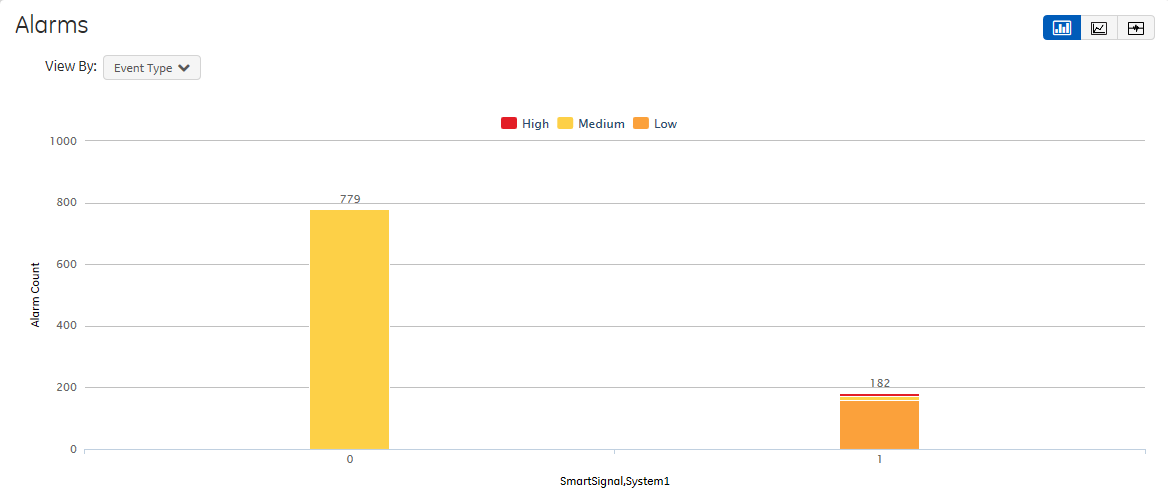 Alarms
View By: Event Type
High Medium Low
1000
800
600
400
200
0
Alarm Count
779
182
0 1
SmartSignal,System1